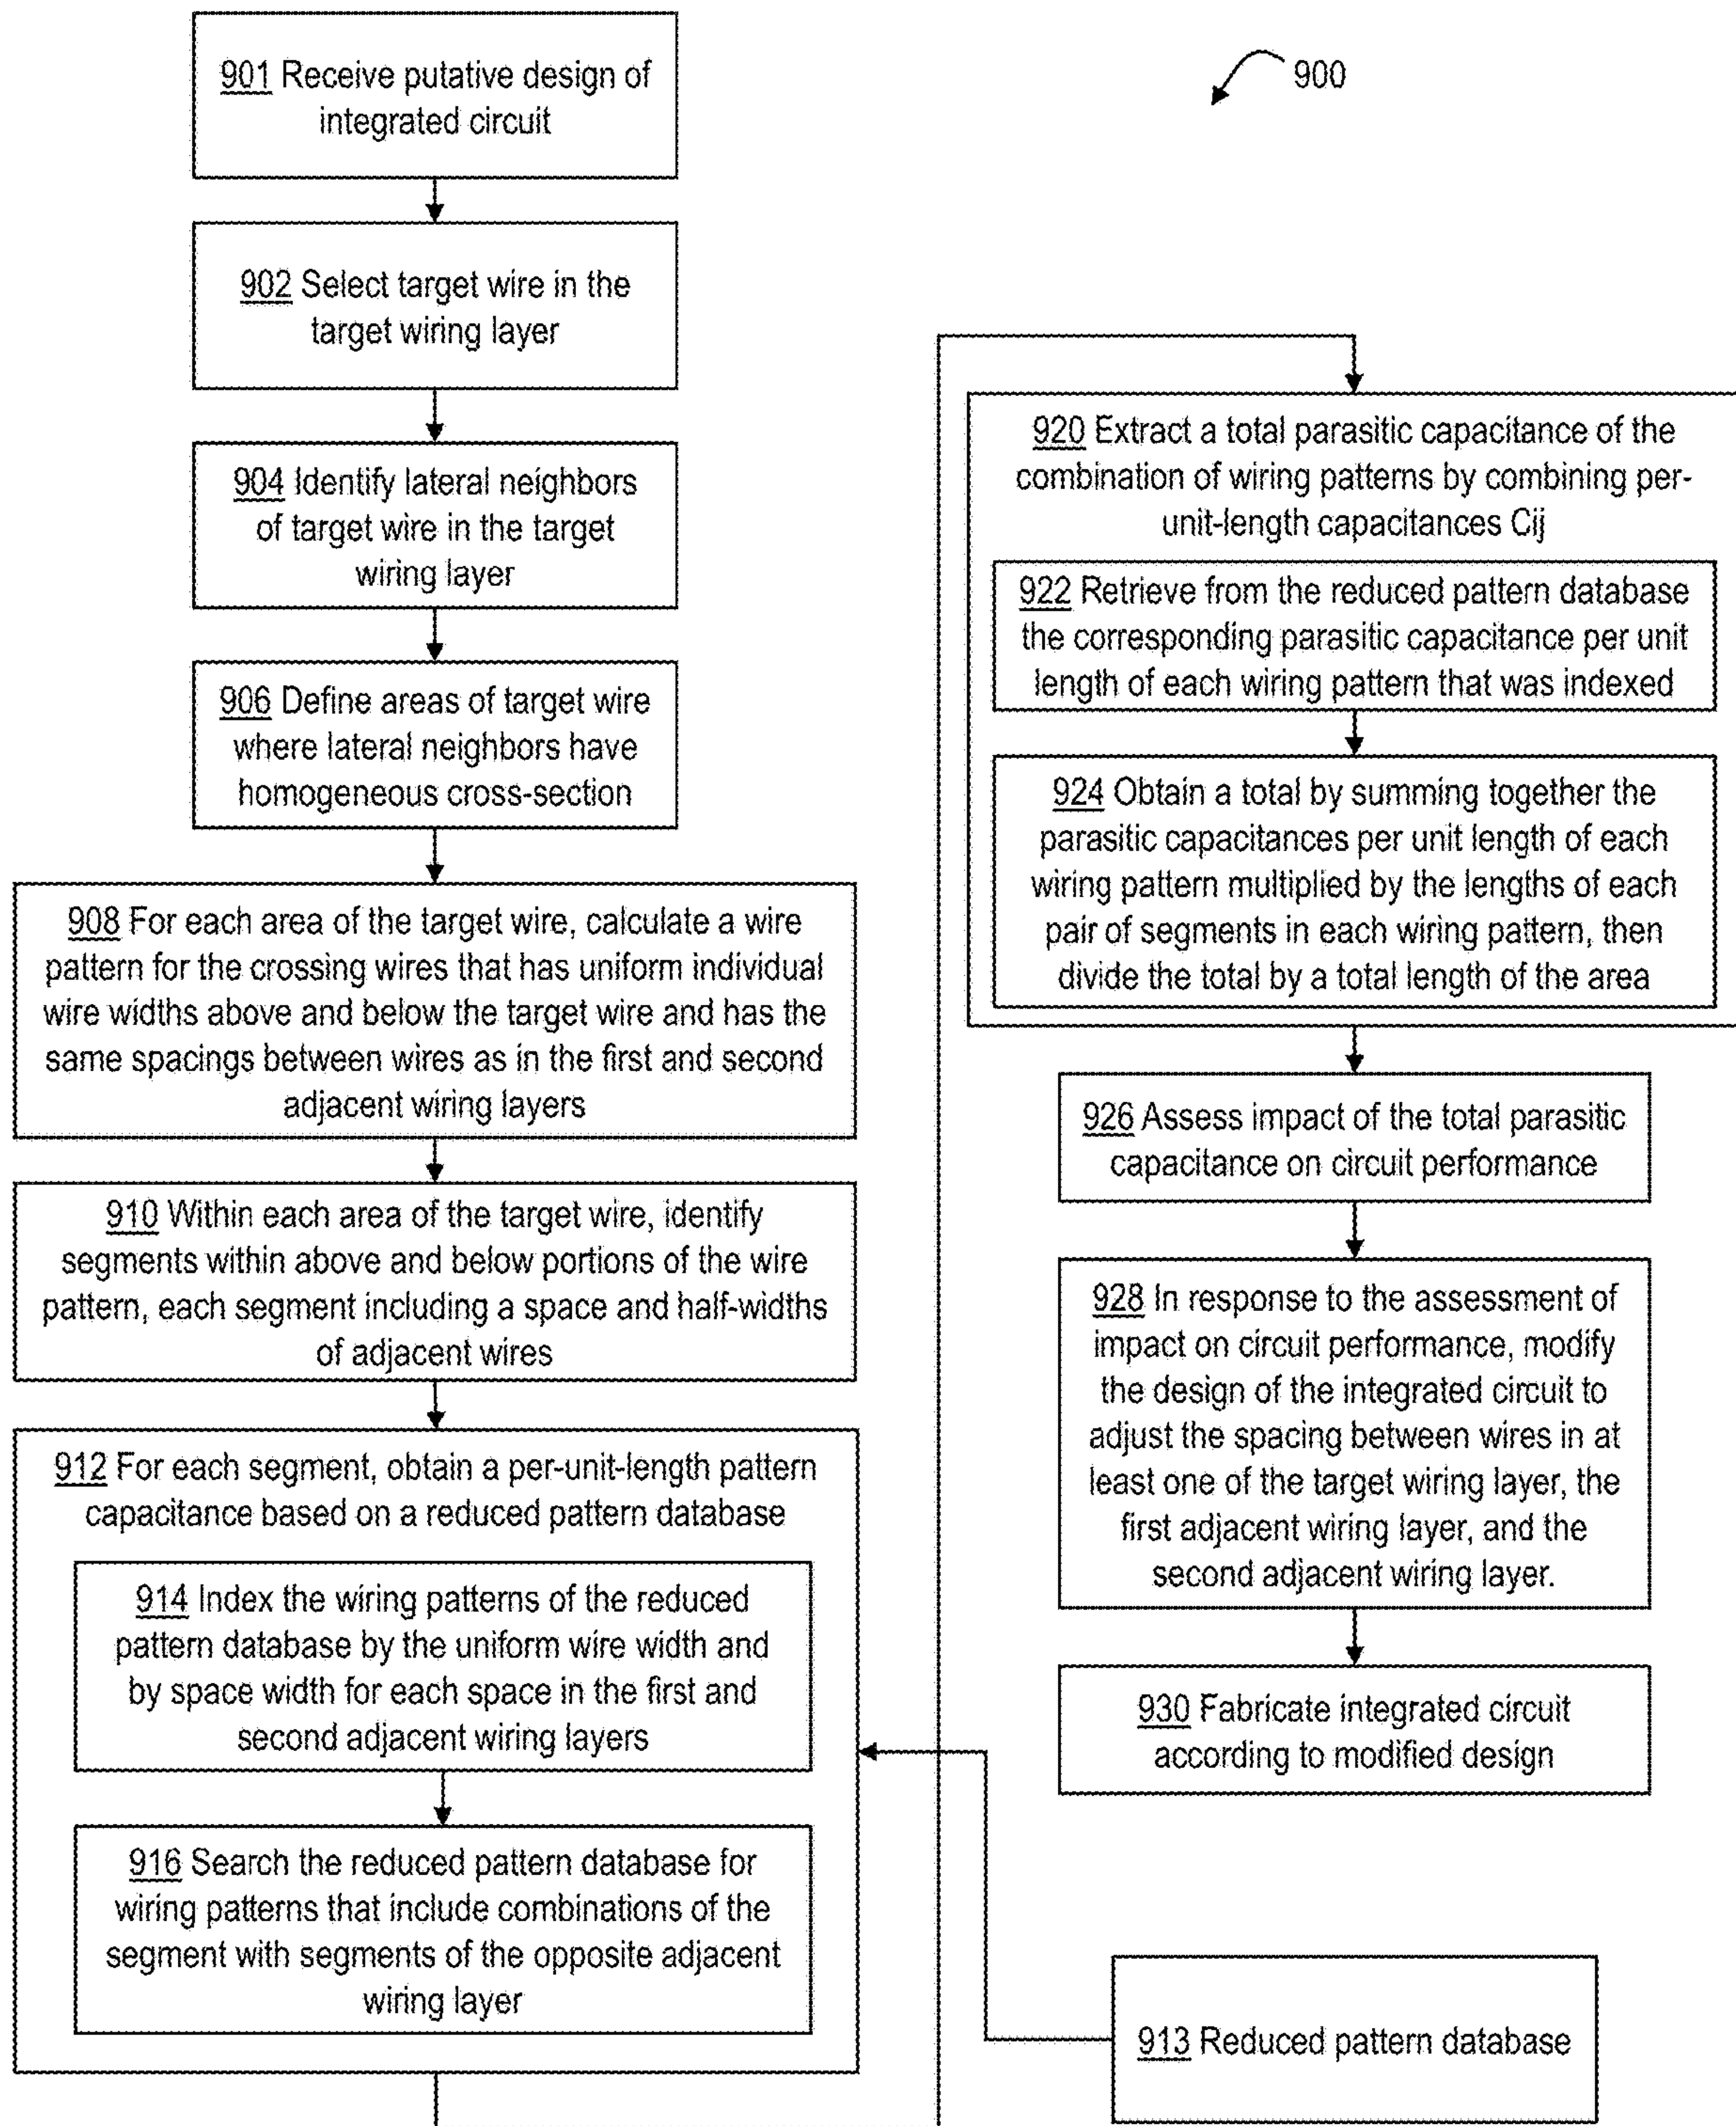 901 Receive putative design of
integrated circuit
900
902 Select target wire in the
target wiring layer
904 Identify lateral neighbors
of target wire in the target
wiring layer
906 Define areas of target wire
where lateral neighbors have
homogeneous cross-section
908 For each area of the target wire, calculate a wire
pattern for the crossing wires that has uniform individual
wire widths above and below the target wire and has the
same spacings between wires as in the first and second
adjacent wiring layers
910 Within each area of the target wire, identify
segments within above and below portions of the wire
pattern, each segment including a space and half-widths
of adjacent wires
912 For each segment, obtain a per-unit-length pattern
capacitance based on a reduced pattern database
914 Index the wiring patterns of the reduced
pattern database by the uniform wire width and
by space width for each space in the first and
second adjacent wiring layers
916 Search the reduced pattern database for
wiring patterns that include combinations of the
segment with segments of the opposite adjacent
wiring layer
913 Reduced pattern database
920 Extract a total parasitic capacitance of the
combination of wiring patterns by combining per-
unit-length capacitances Cij
922 Retrieve from the reduced pattern database
the corresponding parasitic capacitance per unit
length of each wiring pattern that was indexed
924 Obtain a total by summing together the
parasitic capacitances per unit length of each
wiring pattern multiplied by the lengths of each
pair of segments in each wiring pattern, then
divide the total by a total length of the area
926 Assess impact of the total parasitic
capacitance on circuit performance
928 In response to the assessment of
impact on circuit performance, modify
the design of the integrated circuit to
adjust the spacing between wires in at
least one of the target wiring layer, the
first adjacent wiring layer, and the
second adjacent wiring layer.
930 Fabricate integrated circuit
according to modified design